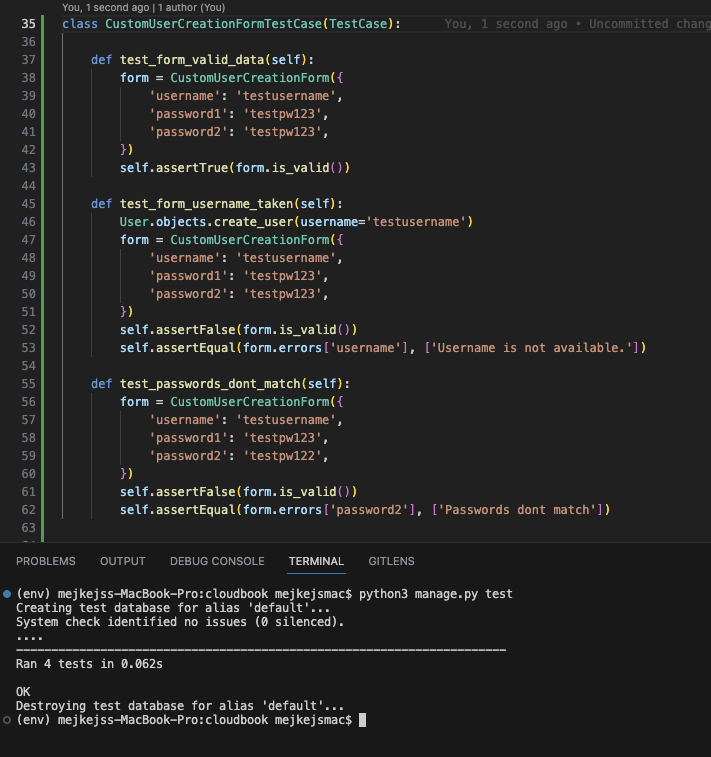 You, 1 second ago | 1 author (You)
35 class CustomUserCreationFormTestCase(TestCase): You, 1 second ago • Uncommitted chang
36
37 def test_form_valid_data(self):
38 form = CustomUserCreationForm({
39 'username': 'testusername',
40 'password1': 'testpw123',
41 'password2': 'testpw123',
42 })
43 self.assertTrue(form.is_valid())
44
45 def test_form_username_taken(self):
46 User.objects.create_user(username='testusername')
47 form = CustomUserCreationForm({
48 'username': 'testusername',
49 'password1': 'testpw123',
50 'password2': 'testpw123',
51 })
52 self.assertFalse(form.is_valid())
53 self.assertEqual(form.errors['username'], ['Username is not available.'])
54
55 def test_passwords_dont_match(self):
56 form = CustomUserCreationForm({
57 'username': 'testusername',
58 'password1': 'testpw123',
59 'password2': 'testpw122',
60 })
61 self.assertFalse(form.is_valid())
62 self.assertEqual(form.errors['password2'], ['Passwords dont match'])
63
PROBLEMS OUTPUT DEBUG CONSOLE TERMINAL GITLENS
(env) mejkejss-MacBook-Pro:cloudbook mejkejsmac$ python3 manage.py test
Creating test database for alias 'default'...
System check identified no issues (0 silenced).
....
----------------------------------------------------------------------
Ran 4 tests in 0.062s
OK
Destroying test database for alias 'default'...
(env) mejkejss-MacBook-Pro:cloudbook mejkejsmac$